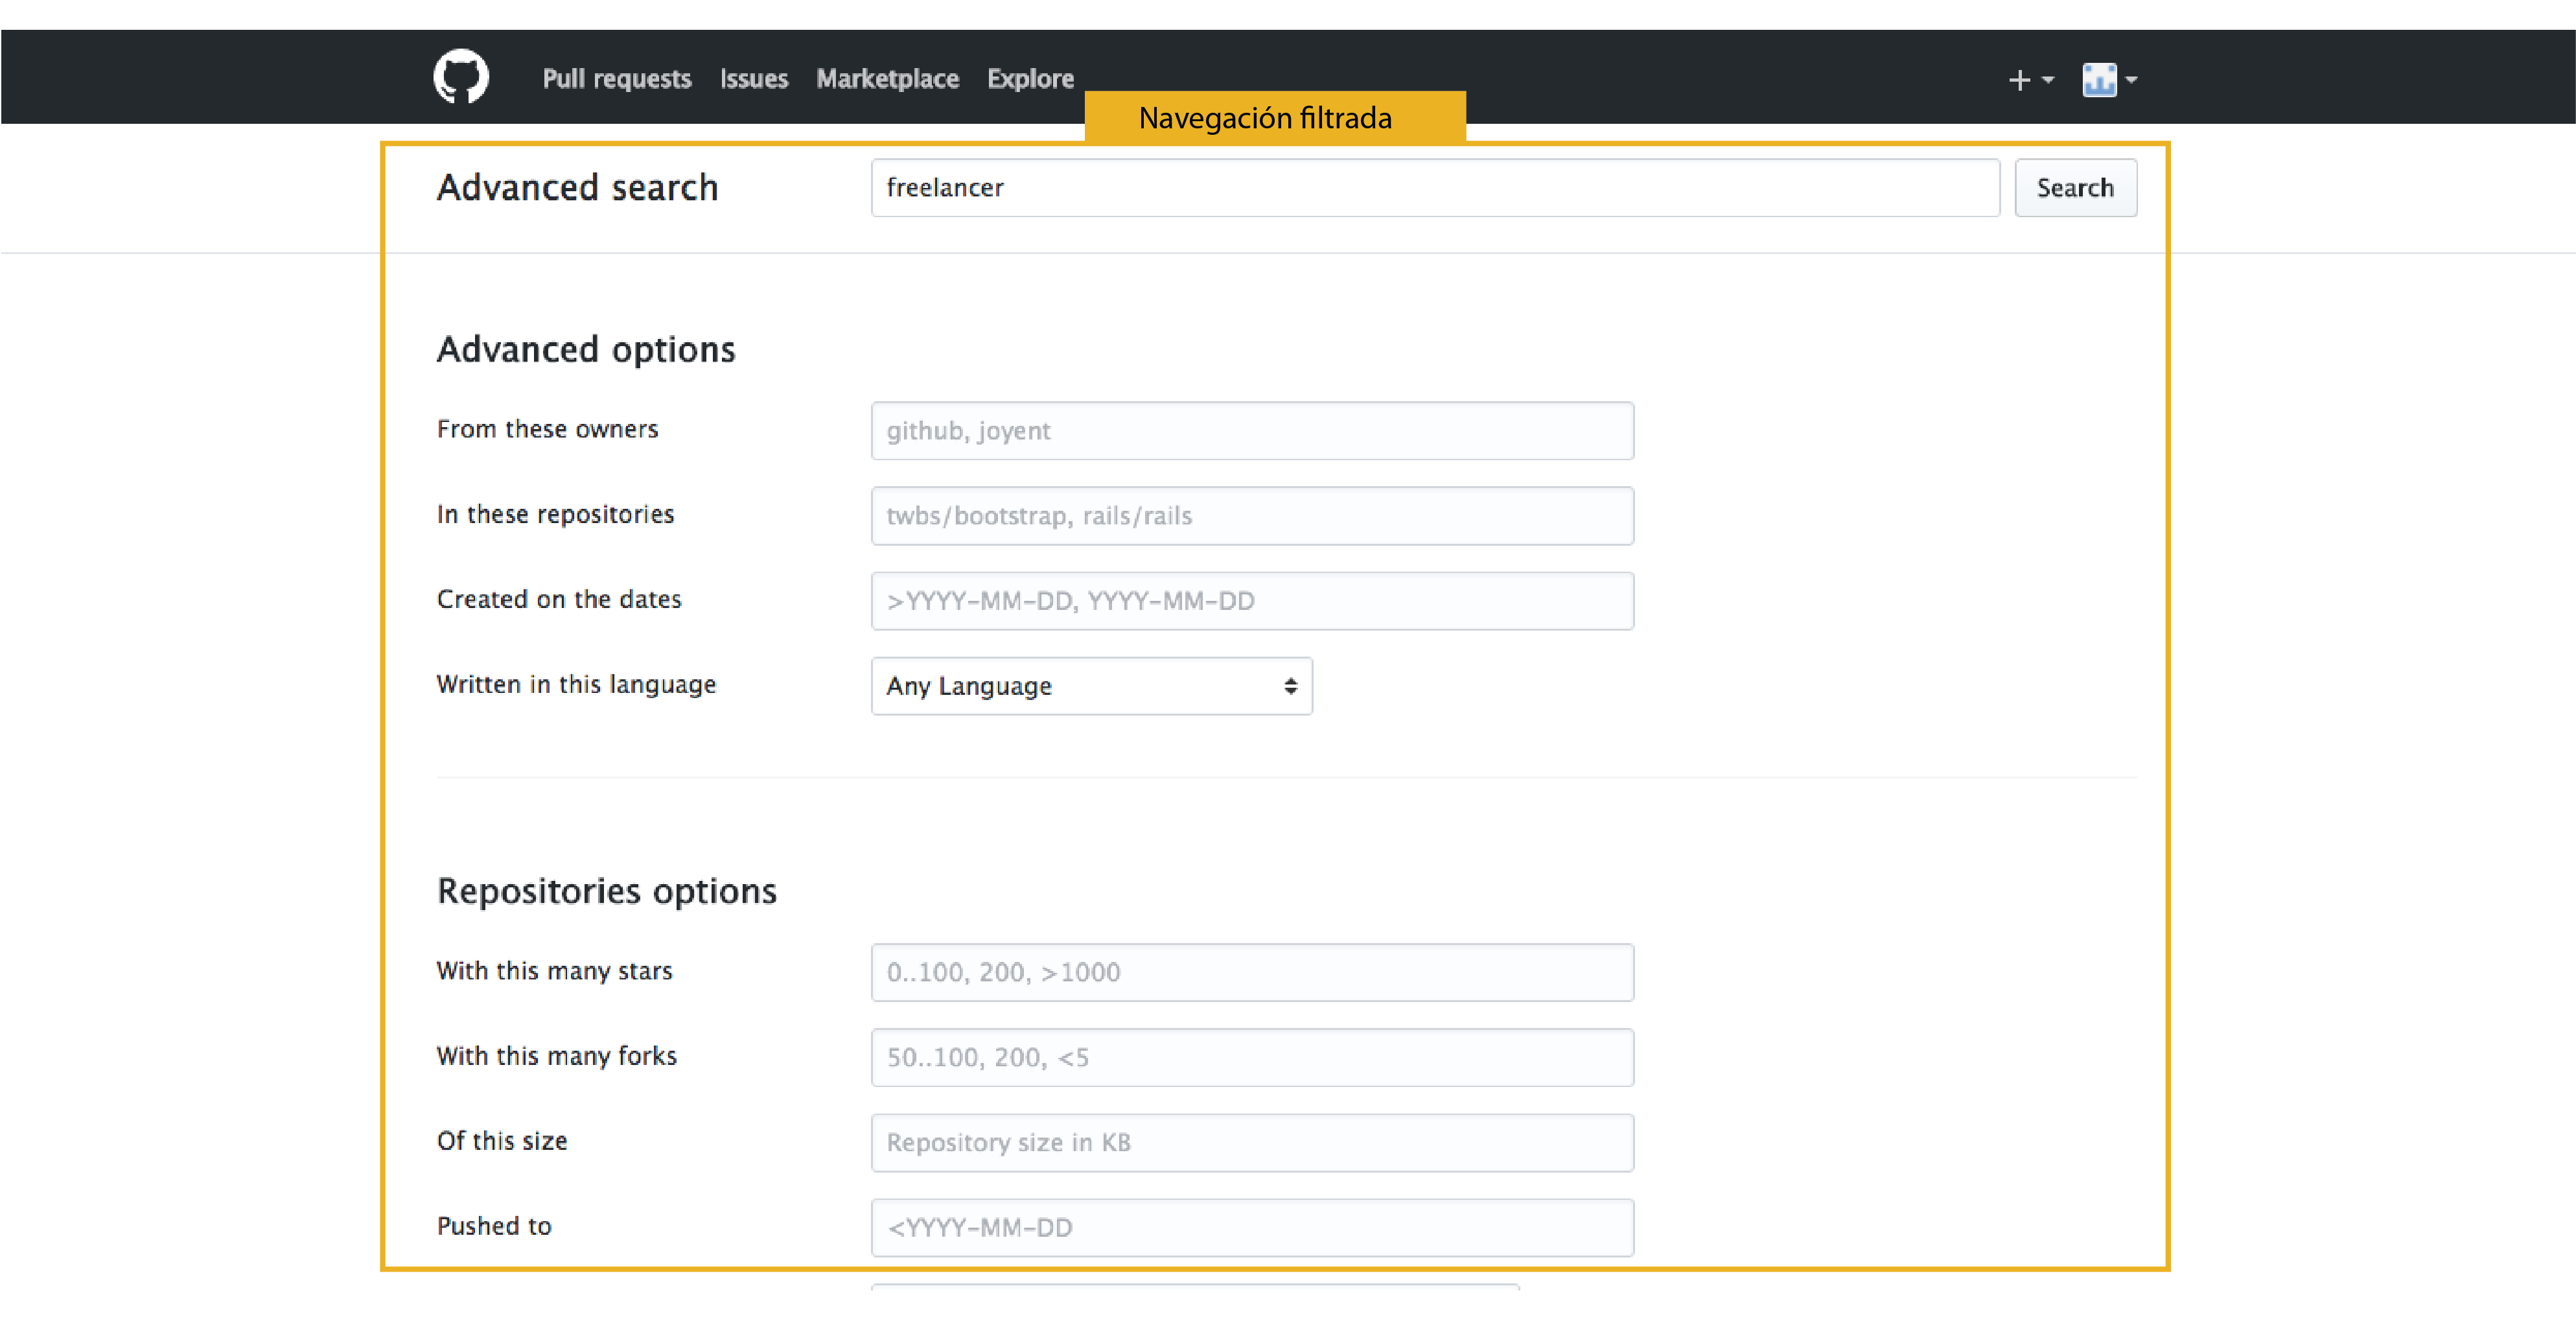 Pull requests Issues Marketplace Explore
Navegación filtrada
Advanced search freelancer Search
Advanced options
From these owners github, joyent
In these repositories twbs/bootstrap, rails/rails
Created on the dates >YYYY-MM-DD, YYYY-MM-DD
Written in this language Any Language
Repositories options
With this many stars 0..100, 200, >1000
With this many forks 50..100, 200, <5
Of this size Repository size in KB
Pushed to <YYYY-MM-DD